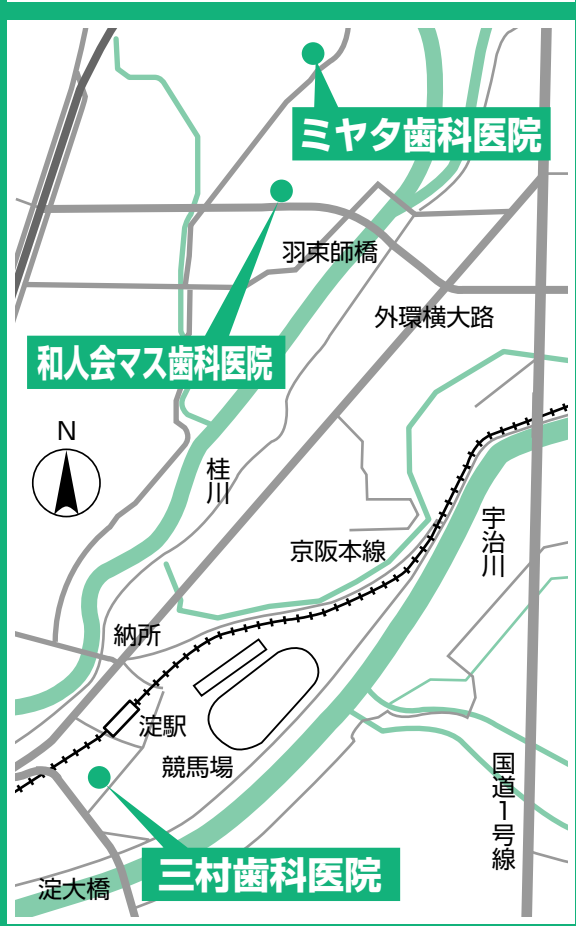 ミヤタ歯科医院
羽束師橋
外環横大路
和人会マス歯科医院
N
桂川
宇治川
京阪本線
納所
淀駅
競馬場
国道1号線
三村歯科医院
淀大橋